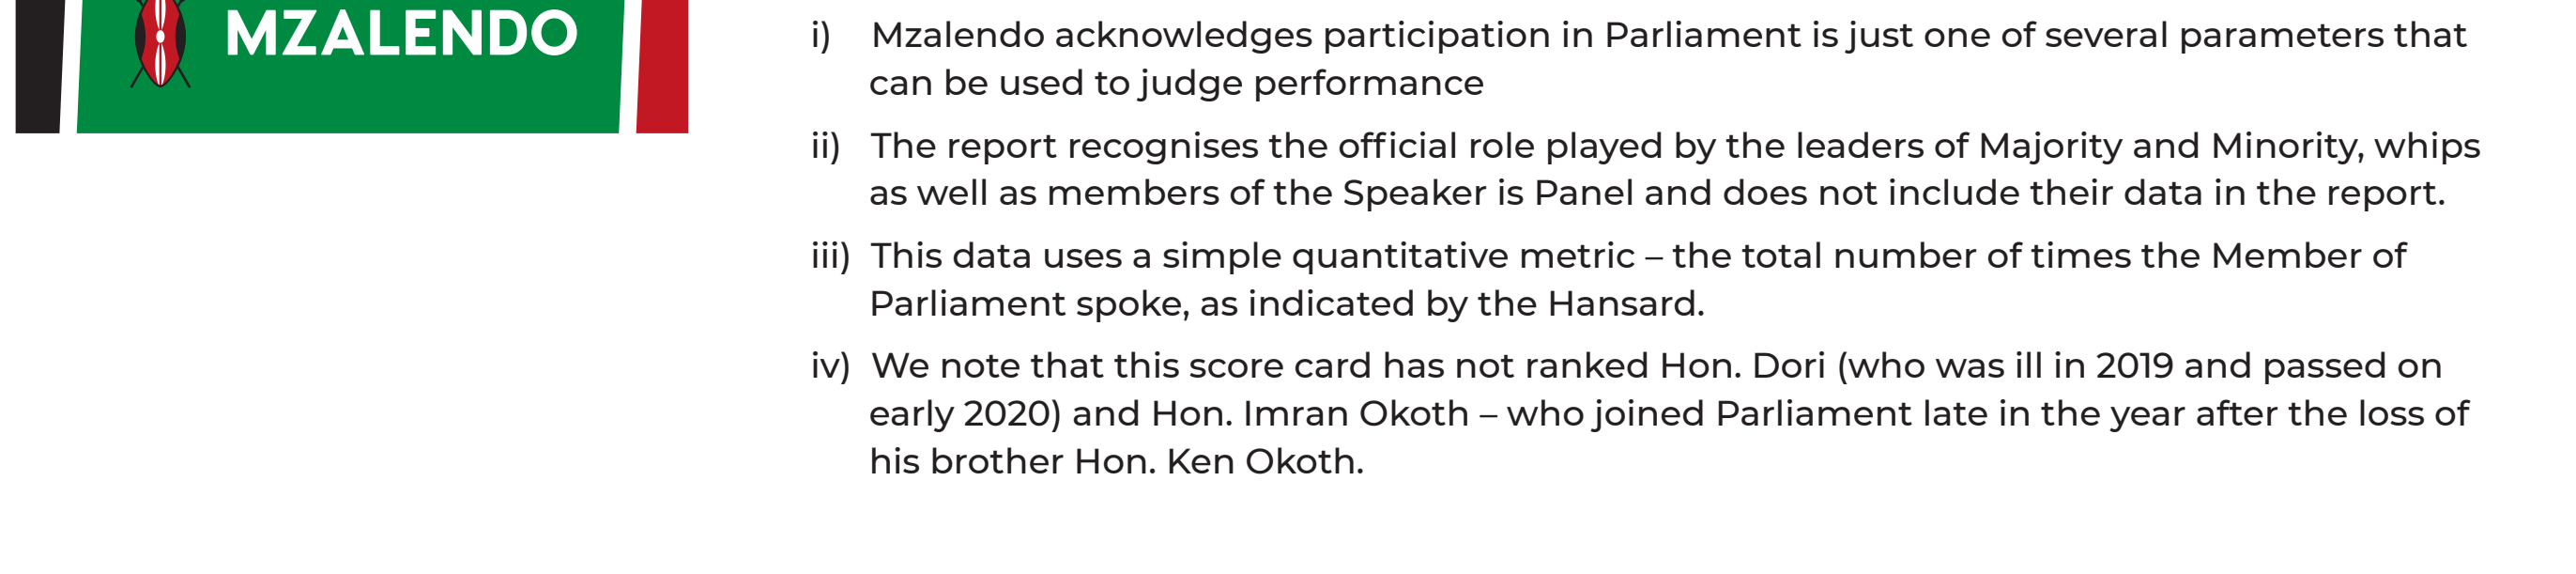 MZALENDO
i) Mzalendo acknowledges participation in Parliament is just one of several parameters that
can be used to judge performance
ii) The report recognises the official role played by the leaders of Majority and Minority, whips
as well as members of the Speaker is Panel and does not include their data in the report.
iii) This data uses a simple quantitative metric – the total number of times the Member of
Parliament spoke, as indicated by the Hansard.
iv) We note that this score card has not ranked Hon. Dori (who was ill in 2019 and passed on
early 2020) and Hon. Imran Okoth – who joined Parliament late in the year after the loss of
his brother Hon. Ken Okoth.